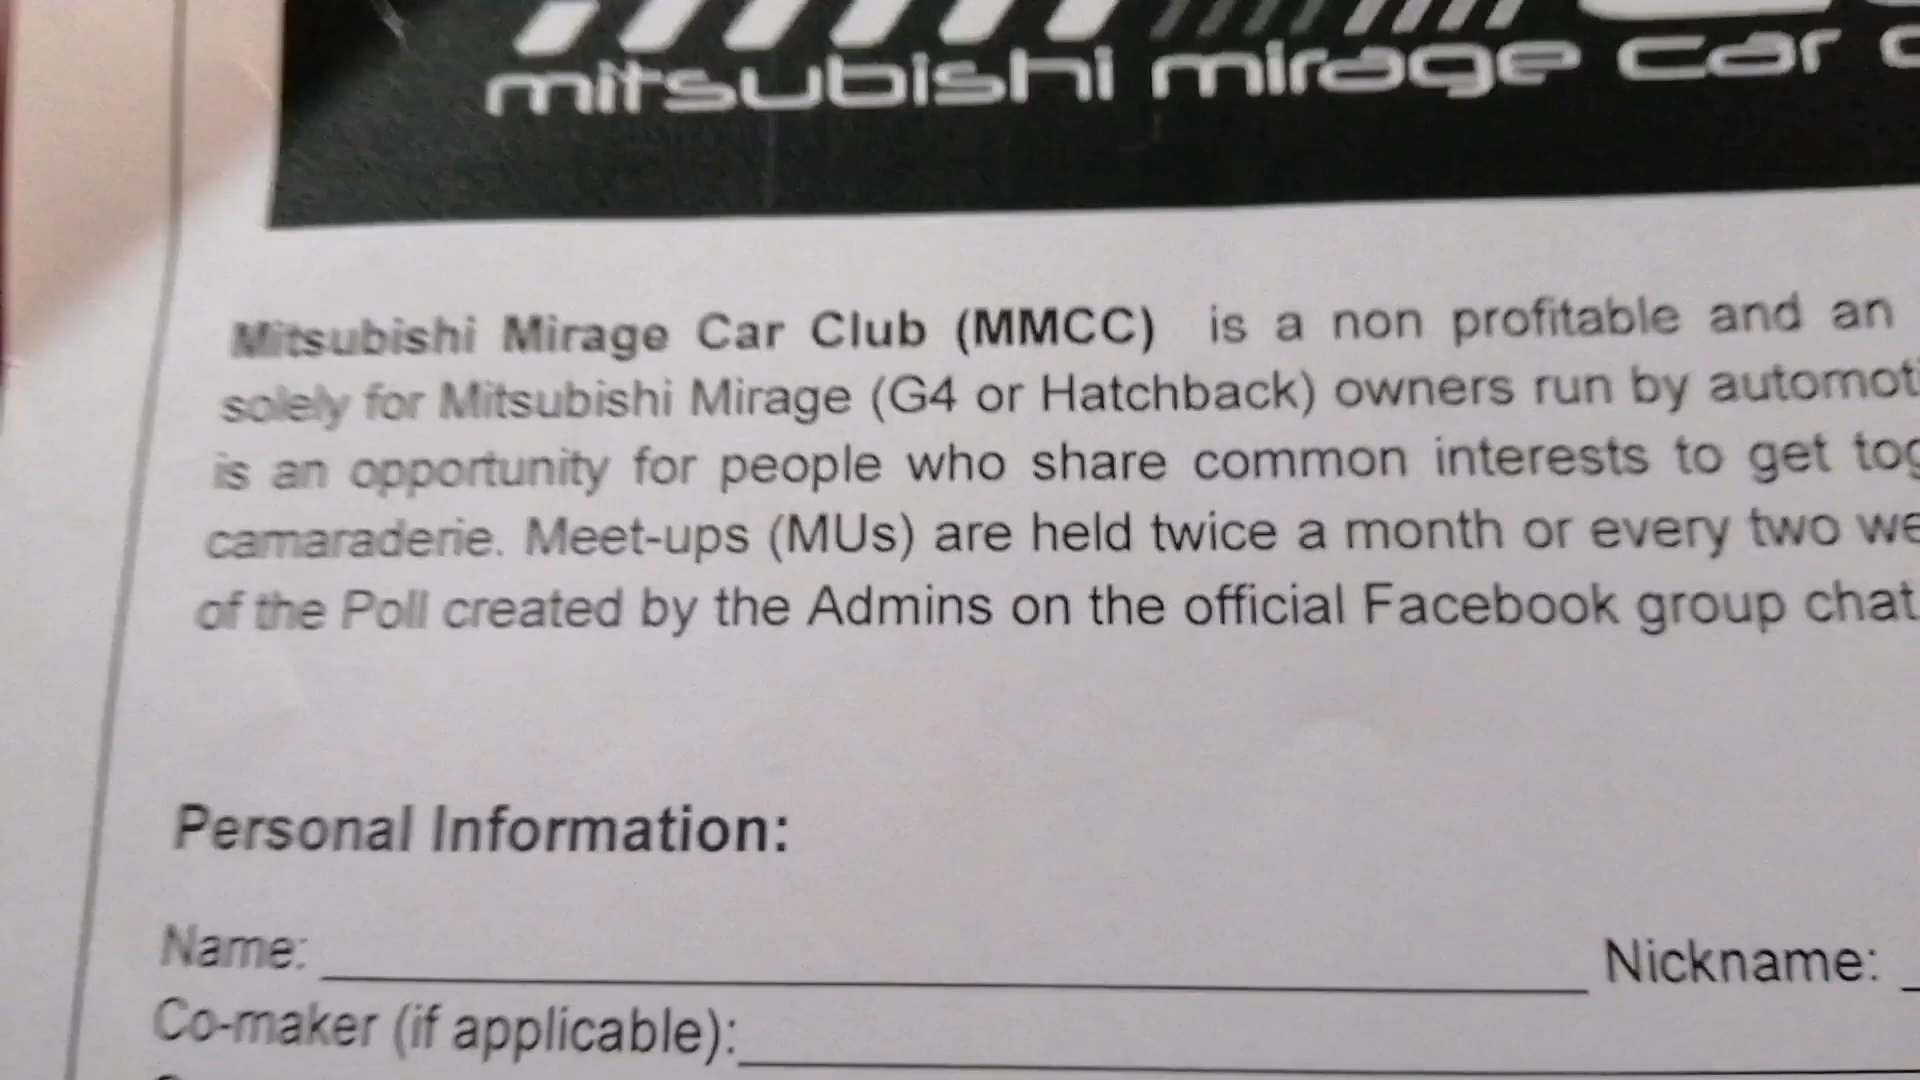 mitsubishi mirage car
Mitsubishi Mirage Car Club (MMCC) is a non profitable and an
solely for Mitsubishi Mirage (G4 or Hatchback) owners run by
is an opportunity for people who share common interests to get
camaraderie. Meet-ups (MUs) are held twice a month or every two
of the Poll created by the Admins on the official Facebook group chat
Personal Information:
Name: Nickname:
Co-maker (if applicable):